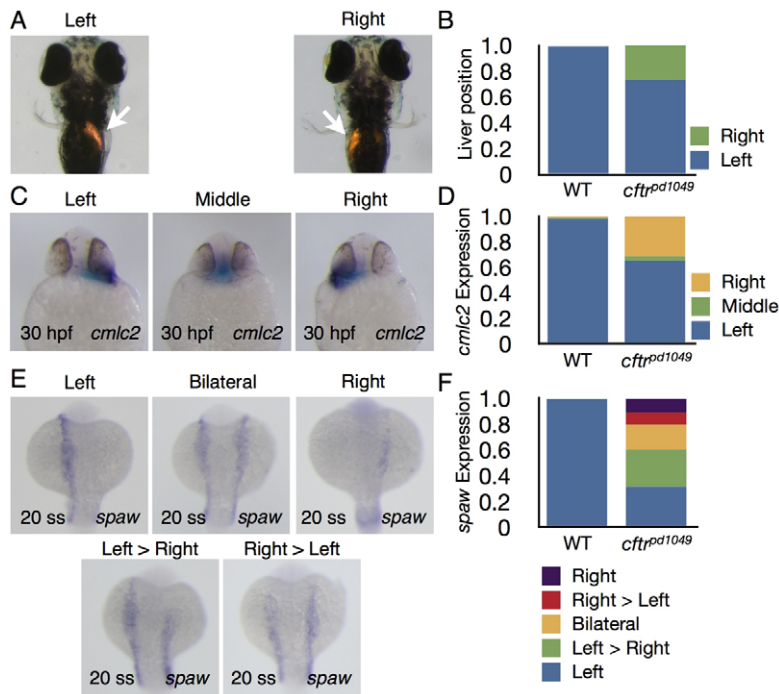 A
Left
Right
B
Liver position
1.0
0.8
0.6
0.4
0.2
0
WT
cftrpd1049
Right
Left
C
Left
Middle
Right
30 hpf cmlc2
30 hpf cmlc2
30 hpf cmlc2
D
cmlc2 Expression
1.0
0.8
0.6
0.4
0.2
0
WT
cftrpd1049
Right
Middle
Left
E
Left
Bilateral
Right
20 ss spaw
20 ss spaw
20 ss spaw
Left > Right
Right > Left
20 ss spaw
20 ss spaw
F
spaw Expression
1.0
0.8
0.6
0.4
0.2
0
WT
cftrpd1049
Right
Right > Left
Bilateral
Left > Right
Left